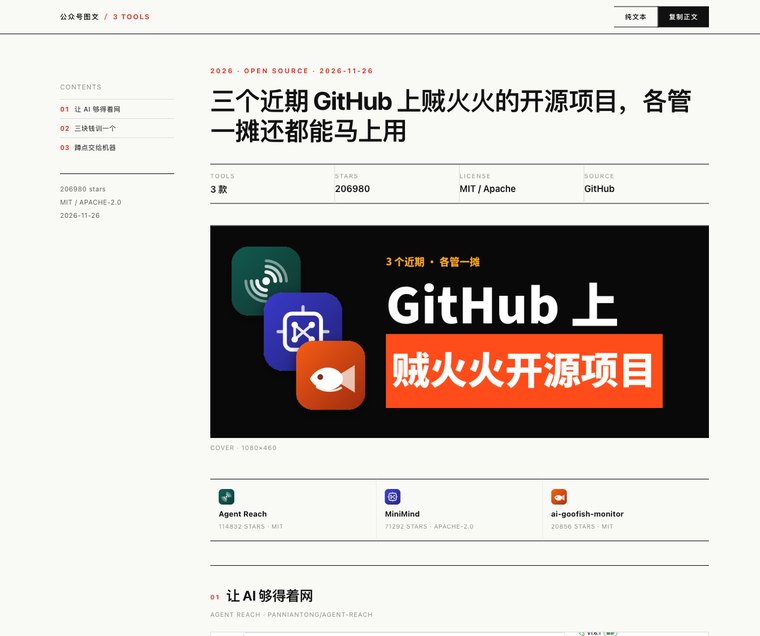 公众号图文 / 3 TOOLS
纯文本
复制正文
CONTENTS
01 让 AI 够得着网
02 三块钱训一个
03 蹲点交给机器
206980 stars
MIT / APACHE-2.0
2026-11-26
2026 · OPEN SOURCE · 2026-11-26
三个近期 GitHub 上贼火火的开源项目，各管
一摊还都能马上用
TOOLS
3 款
STARS
206980
LICENSE
MIT / Apache
SOURCE
GitHub
3 个近期 · 各管一摊
GitHub 上
贼火火开源项目
COVER · 1080×460
Agent Reach
114832 STARS · MIT
MiniMind
71292 STARS · APACHE-2.0
ai-goofish-monitor
20856 STARS · MIT
01 让 AI 够得着网
AGENT REACH · PANNIANTONG/AGENT-REACH